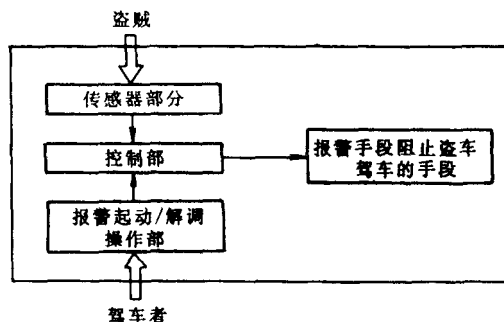 盗贼
传感器部分
控制部
报警手段阻止盗车
驾车的手段
报警起动/解调
操作部
驾车者